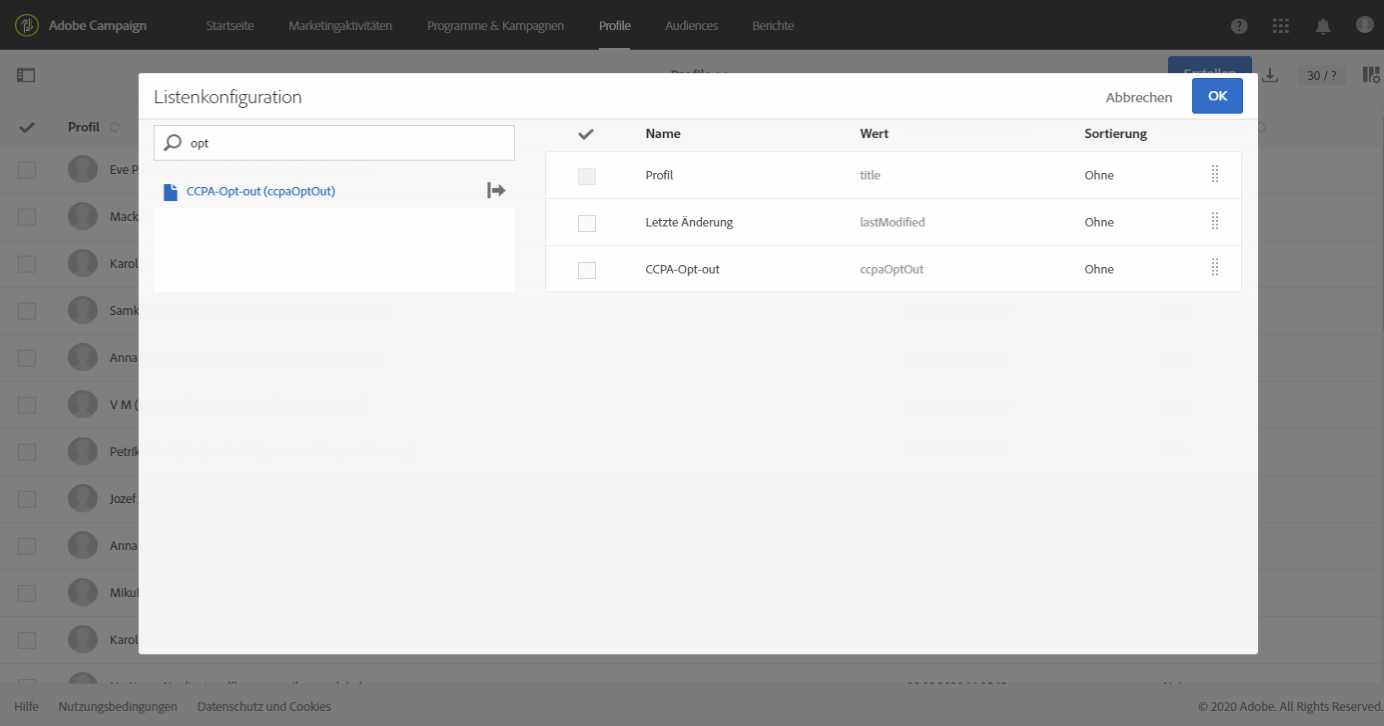 Adobe Campaign Startseite Marketingaktivitäten Programme & Kampagnen Profile Audiences Berichte
Erstellen 30 / ?
Listenkonfiguration Abbrechen OK
Profil
opt
CCPA-Opt-out (ccpaOptOut)
Name Wert Sortierung
Profil title Ohne
Letzte Änderung lastModified Ohne
CCPA-Opt-out ccpaOptOut Ohne
Eve P
Mack
Karol
Samk
Anna
V M (
Petrík
Jozef
Anna
Mikul
Karol
Hilfe Nutzungsbedingungen Datenschutz und Cookies © 2020 Adobe. All Rights Reserved.